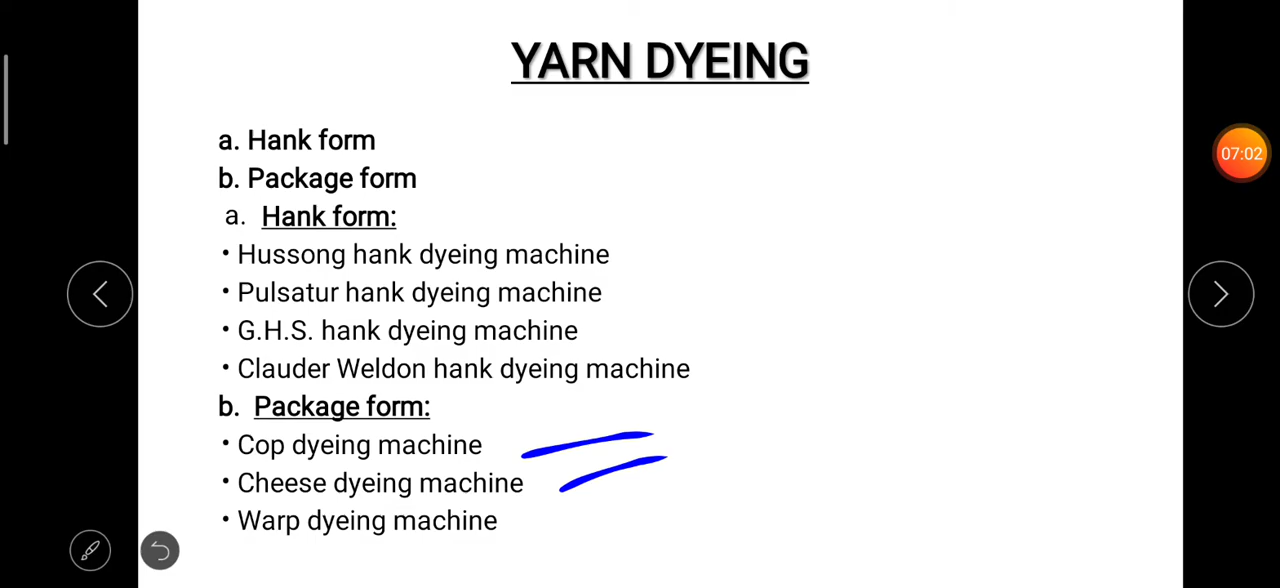 YARN DYEING
a. Hank form
b. Package form
a. Hank form:
• Hussong hank dyeing machine
• Pulsatur hank dyeing machine
• G.H.S. hank dyeing machine
• Clauder Weldon hank dyeing machine
b. Package form:
• Cop dyeing machine
• Cheese dyeing machine
• Warp dyeing machine
07:02